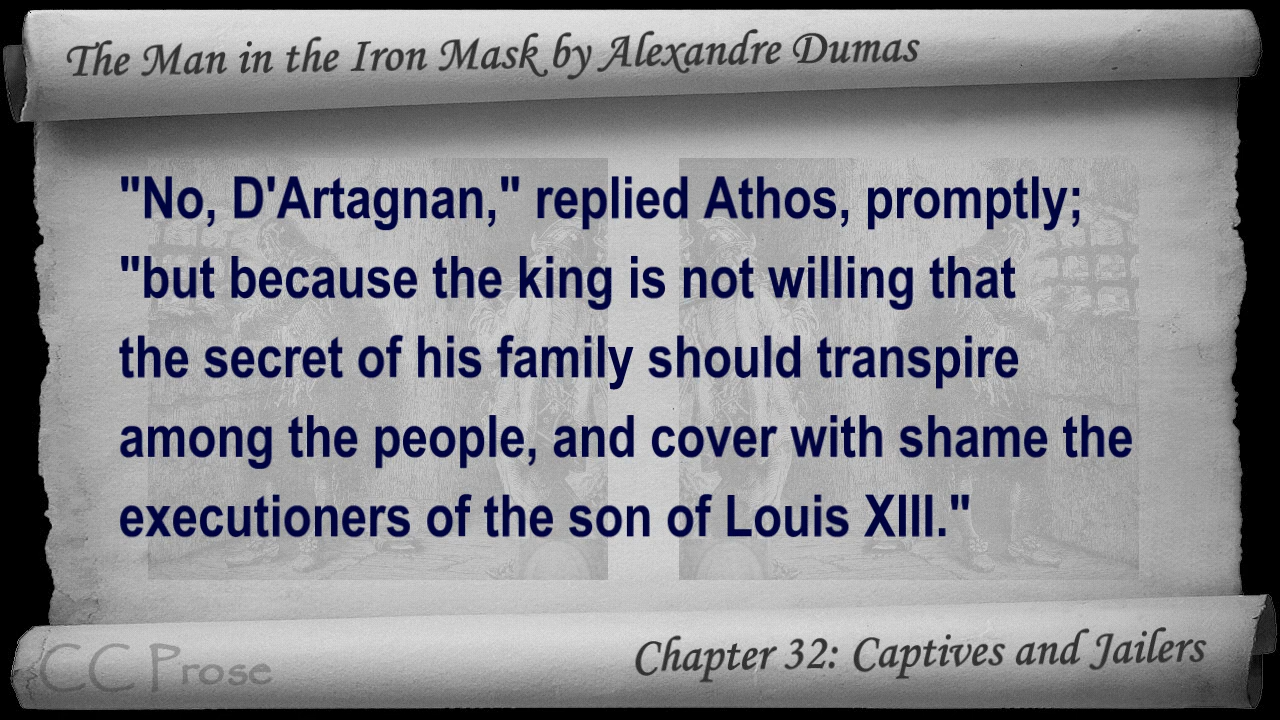 The Man in the Iron Mask by Alexandre Dumas
"No, D'Artagnan," replied Athos, promptly;
"but because the king is not willing that
the secret of his family should transpire
among the people, and cover with shame the
executioners of the son of Louis XIII."
CC Prose
Chapter 32: Captives and Jailers